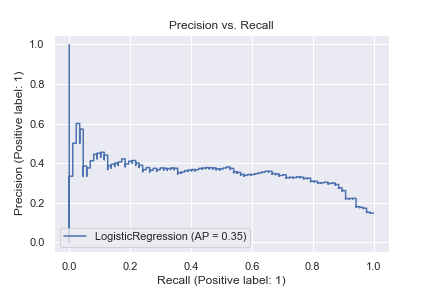 Precision vs. Recall
1.0
0.8
0.6
0.4
0.2
0.0
Precision (Positive label: 1)
LogisticRegression (AP = 0.35)
0.0 0.2 0.4 0.6 0.8 1.0
Recall (Positive label: 1)